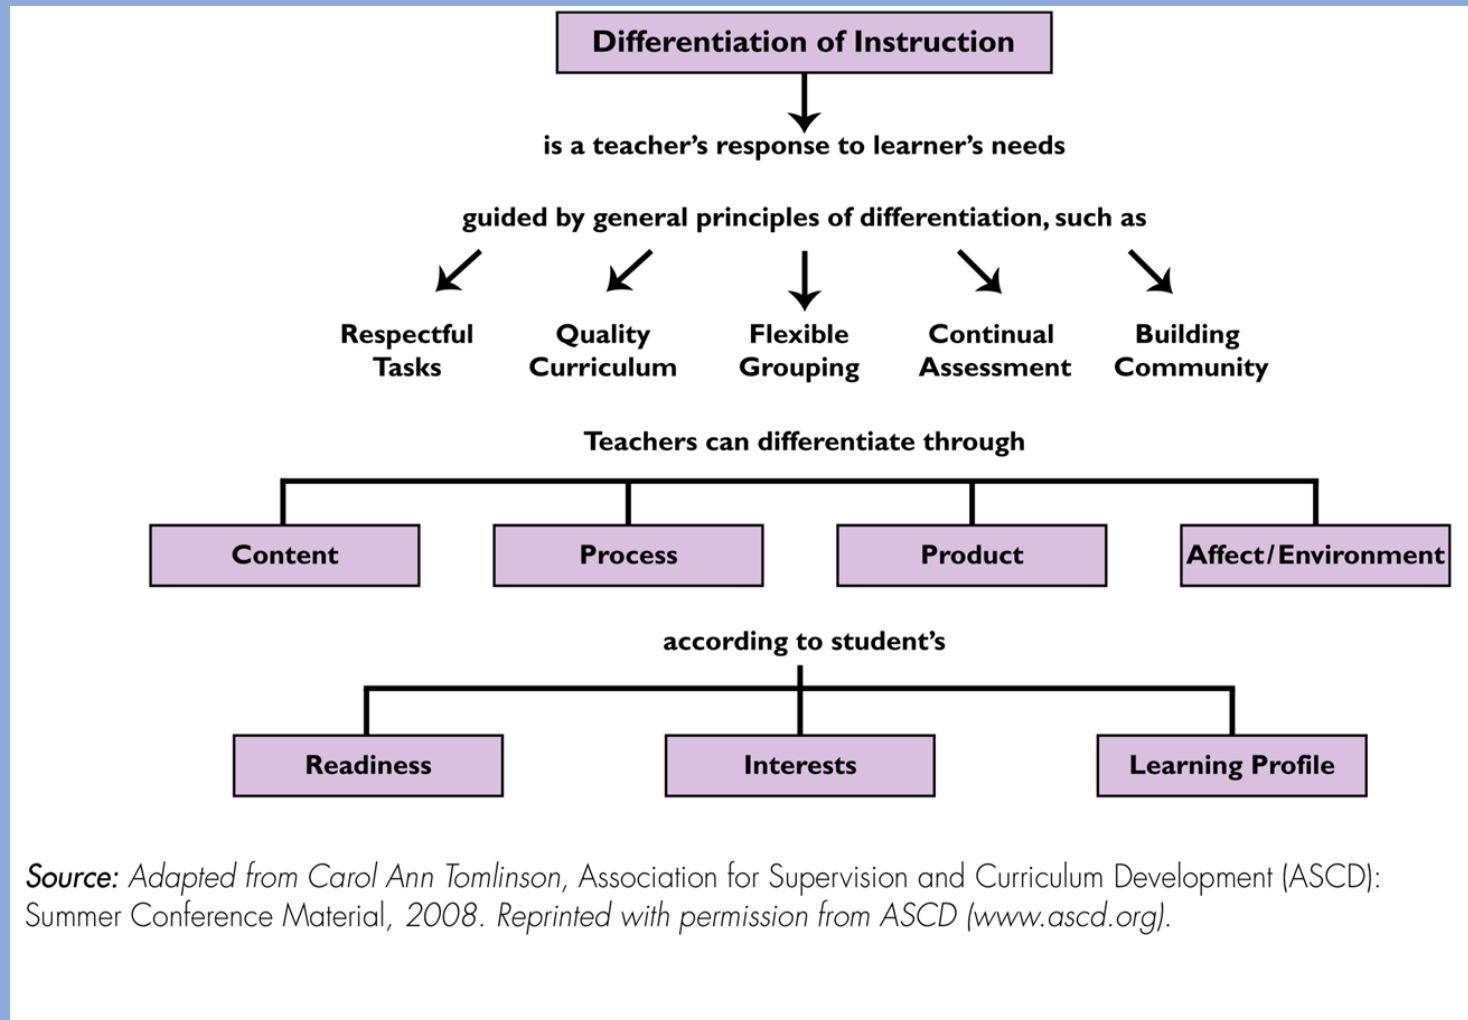 Differentiation of Instruction
is a teacher’s response to learner’s needs
guided by general principles of differentiation, such as
Respectful Tasks
Quality Curriculum
Flexible Grouping
Continual Assessment
Building Community
Teachers can differentiate through
Content
Process
Product
Affect/Environment
according to student’s
Readiness
Interests
Learning Profile
Source: Adapted from Carol Ann Tomlinson, Association for Supervision and Curriculum Development (ASCD):
Summer Conference Material, 2008. Reprinted with permission from ASCD (www.ascd.org).